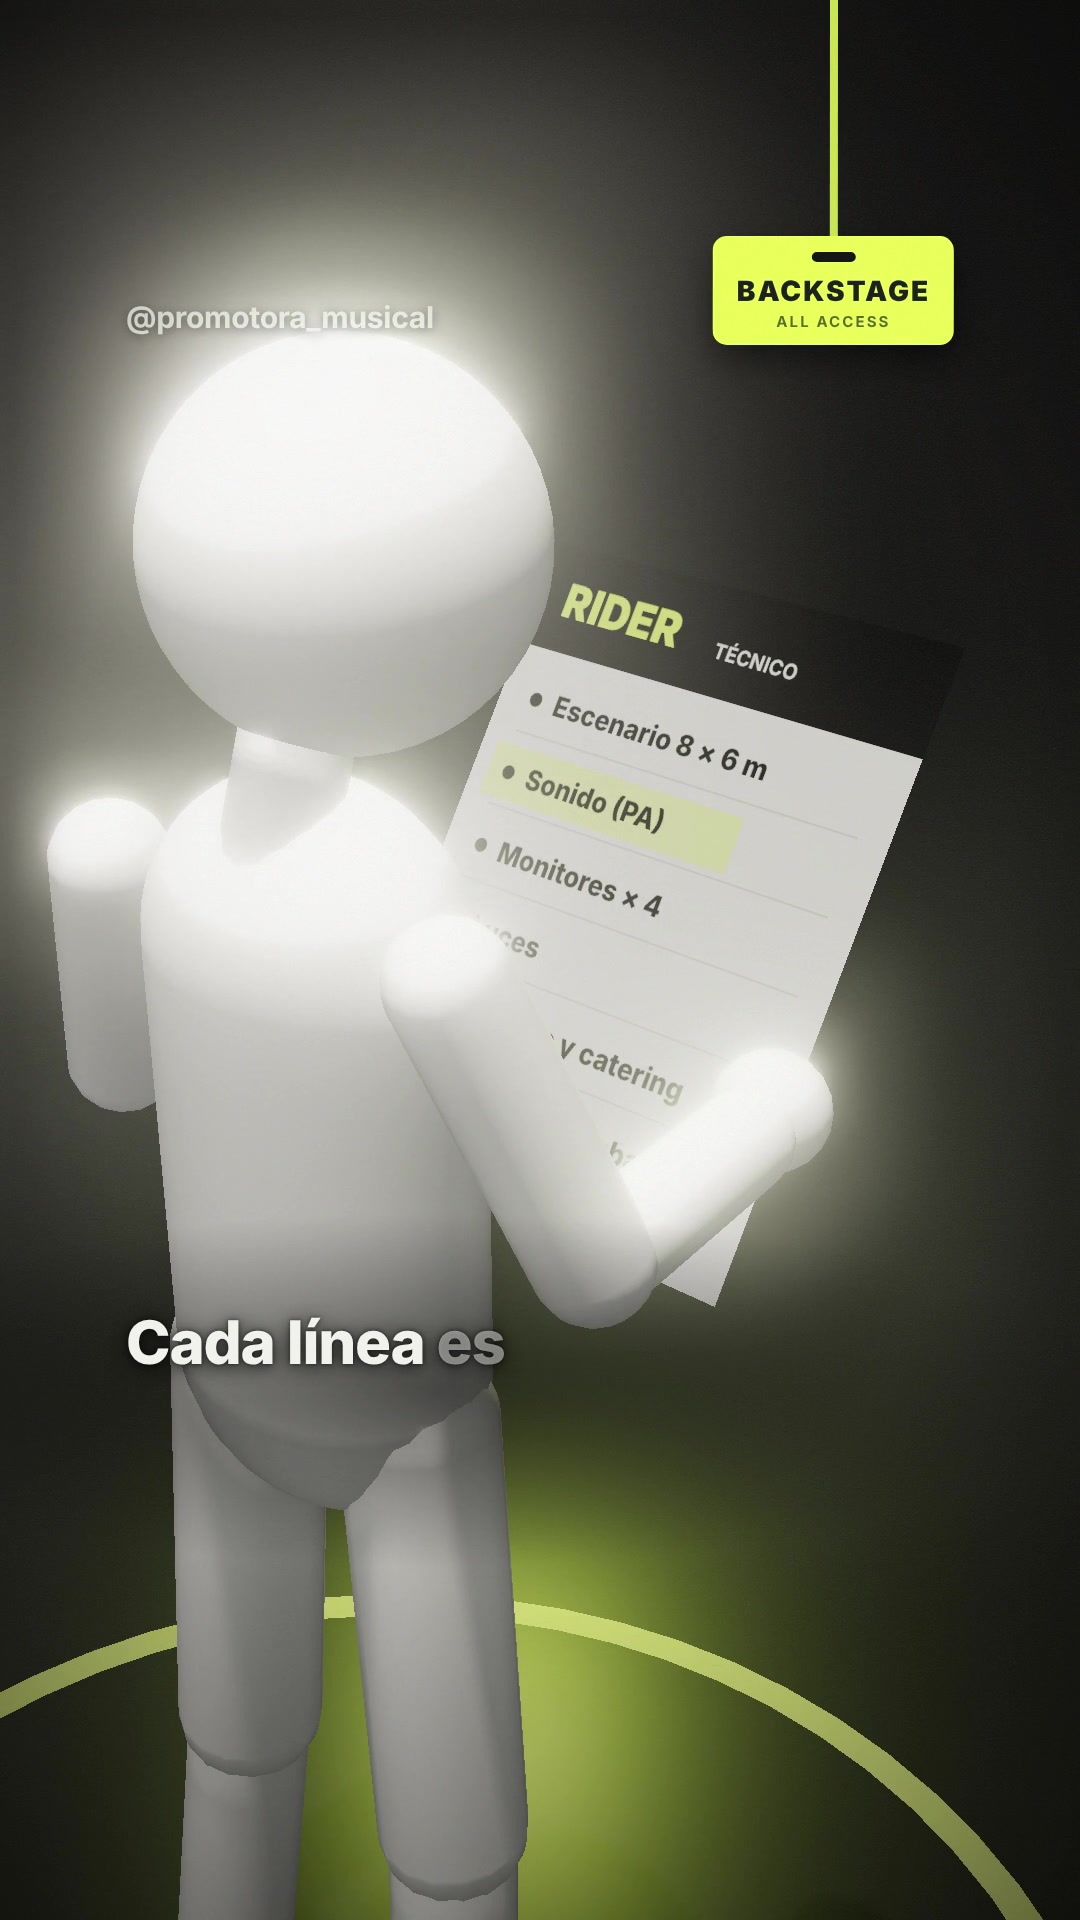 BACKSTAGE
ALL ACCESS
@promotora_musical
RIDER TÉCNICO
Escenario 8 × 6 m
Sonido (PA)
Monitores × 4
catering
Cada línea es